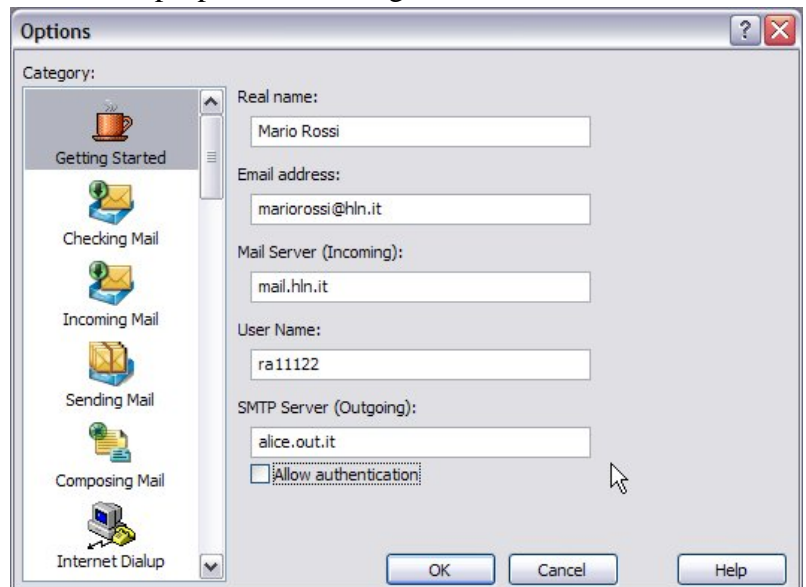 Options
Category:
Getting Started
Checking Mail
Incoming Mail
Sending Mail
Composing Mail
Internet Dialup
Real name:
Mario Rossi
Email address:
mariorossi@hln.it
Mail Server (Incoming):
mail.hln.it
User Name:
ra11122
SMTP Server (Outgoing):
alice.out.it
Allow authentication
OK Cancel Help